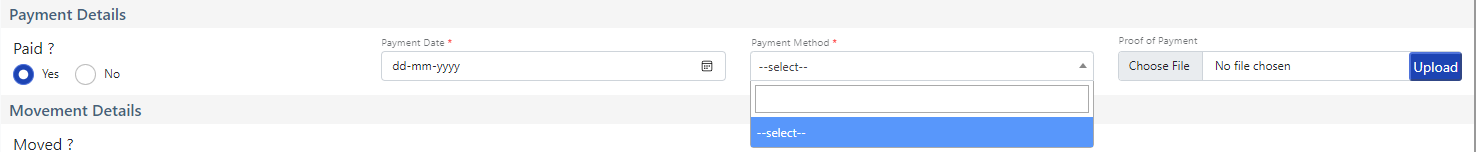 Payment Details
Paid ?
Yes
No
Payment Date *
dd-mm-yyyy
Payment Method *
--select--
--select--
Proof of Payment
Choose File No file chosen
Upload
Movement Details
Moved ?